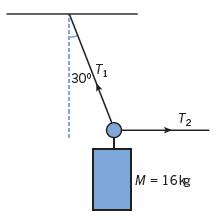 30° T₁
T₂
M = 16kg